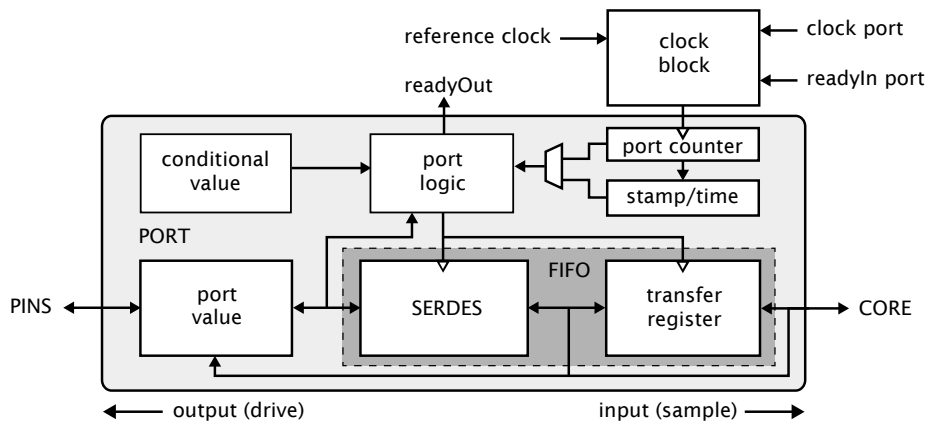 reference clock
clock
block
clock port
readyIn port
readyOut
conditional
value
port
logic
port counter
stamp/time
PORT
FIFO
PINS
port
value
SERDES
transfer
register
CORE
output (drive)
input (sample)